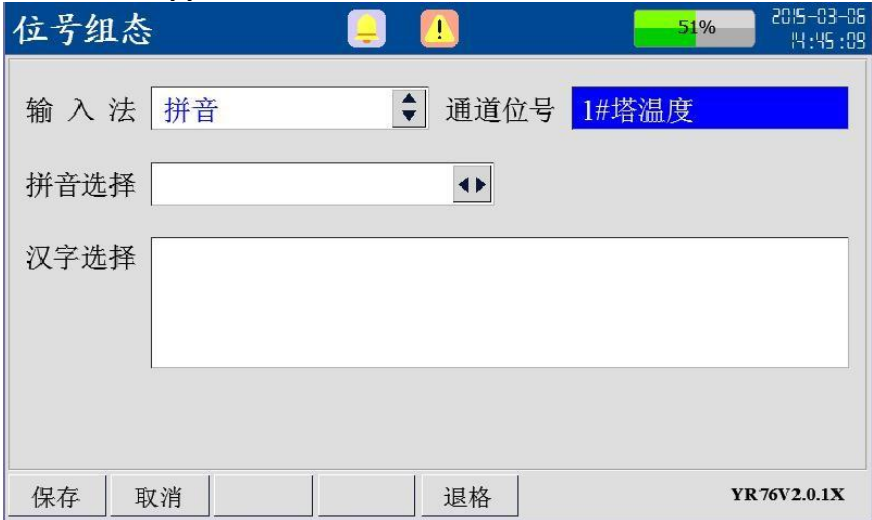 位号组态
51%
2015-03-06
14:45:09
输入法 拼音 通道位号 1#塔温度
拼音选择
汉字选择
保存 取消 退格 YR76V2.0.1X